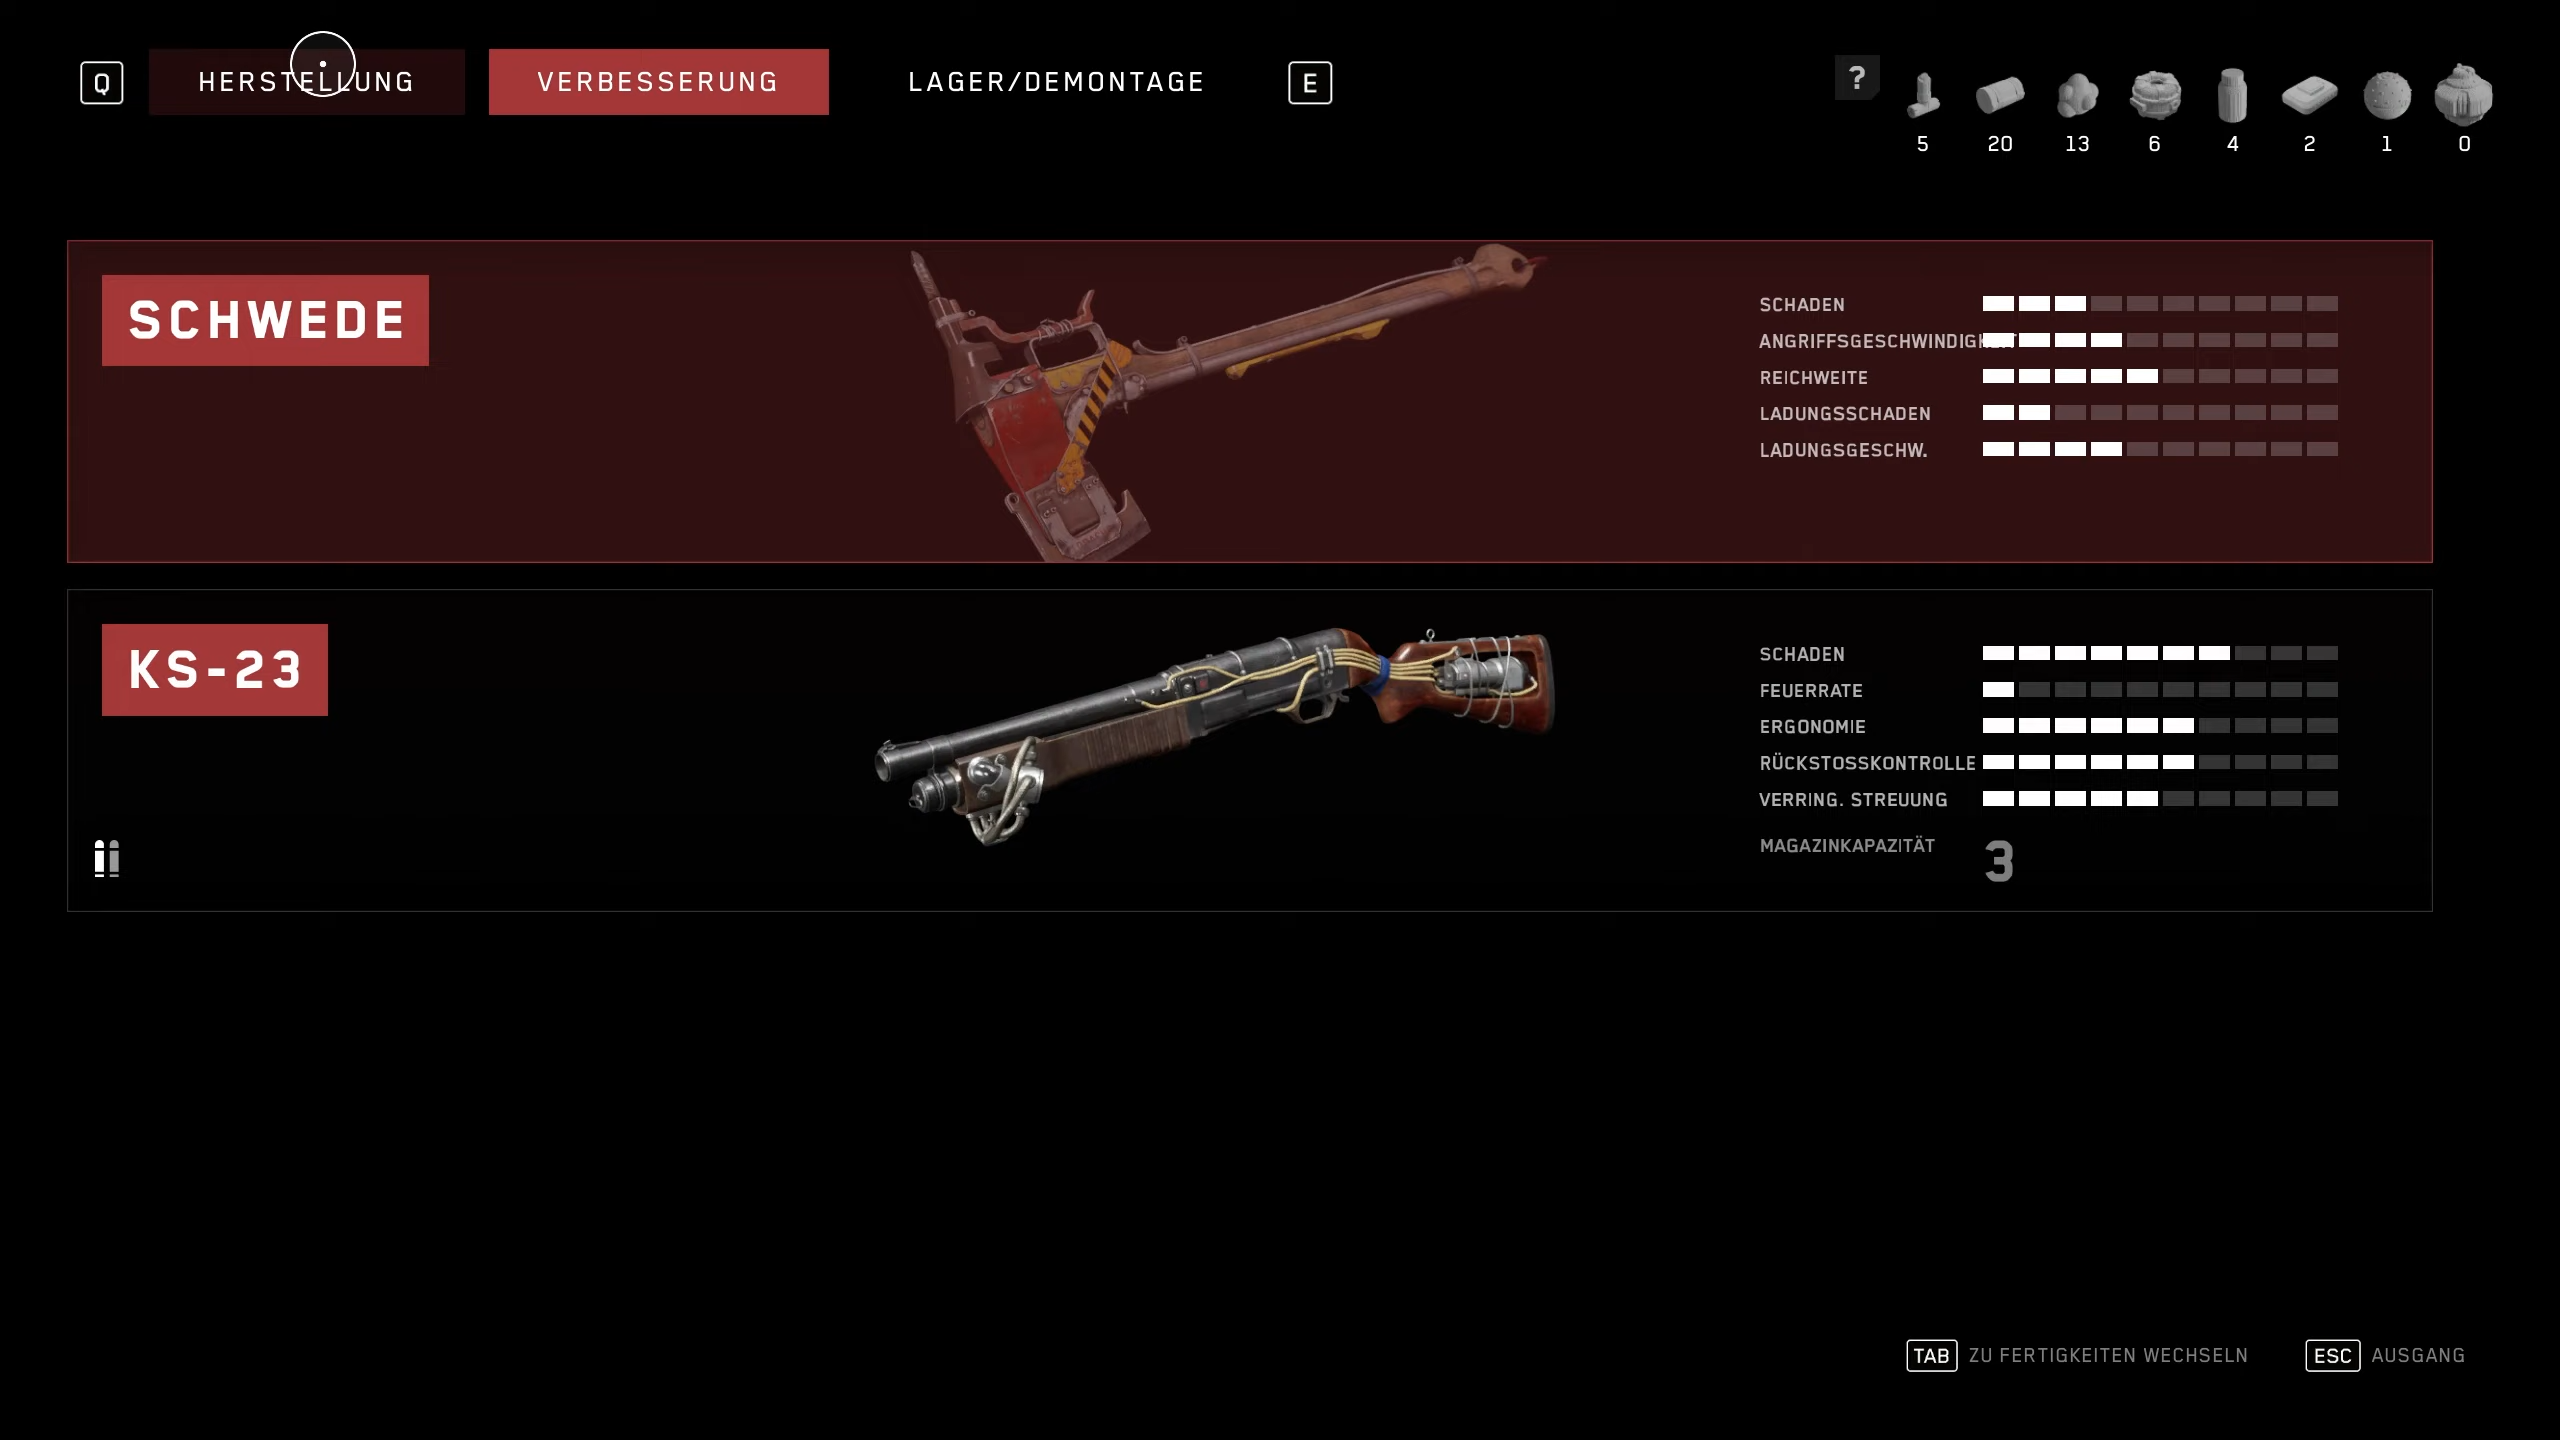 Q HERSTELLUNG VERBESSERUNG LAGER/DEMONTAGE E ?
5 20 13 6 4 2 1 0
SCHWEDE
SCHADEN
ANGRIFFSGESCHWINDIGKEIT
REICHWEITE
LADUNGSSCHADEN
LADUNGSGESCHW.
KS-23
SCHADEN
FEUERRATE
ERGONOMIE
RÜCKSTOSSKONTROLLE
VERRING. STREUUNG
MAGAZINKAPAZITÄT 3
TAB ZU FERTIGKEITEN WECHSELN ESC AUSGANG